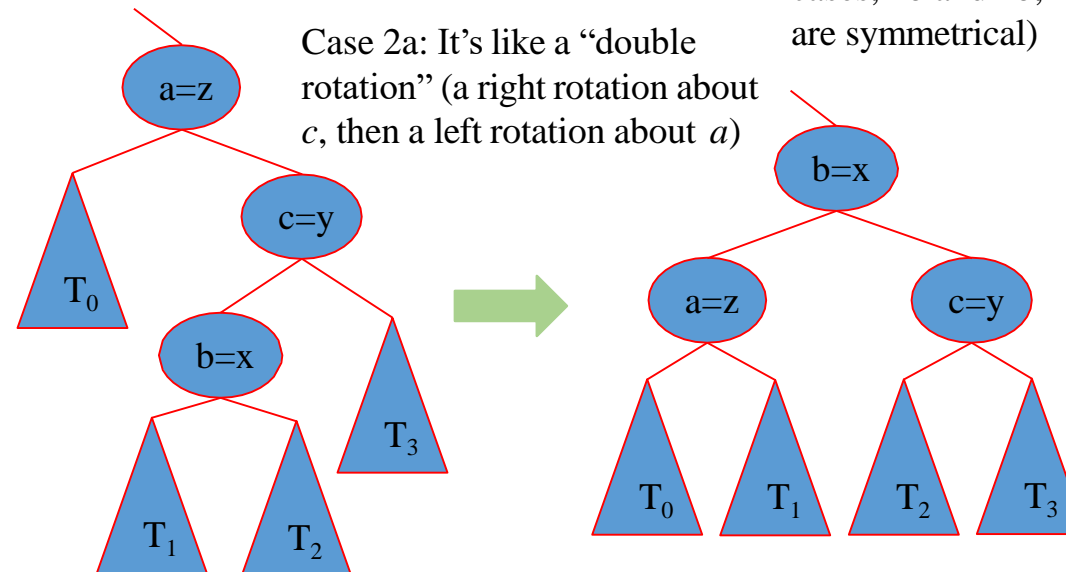 are symmetrical)
Case 2a: It’s like a “double
rotation” (a right rotation about
c, then a left rotation about a)
a=z
c=y
T0
b=x
T3
T1
T2
b=x
a=z
c=y
T0
T1
T2
T3